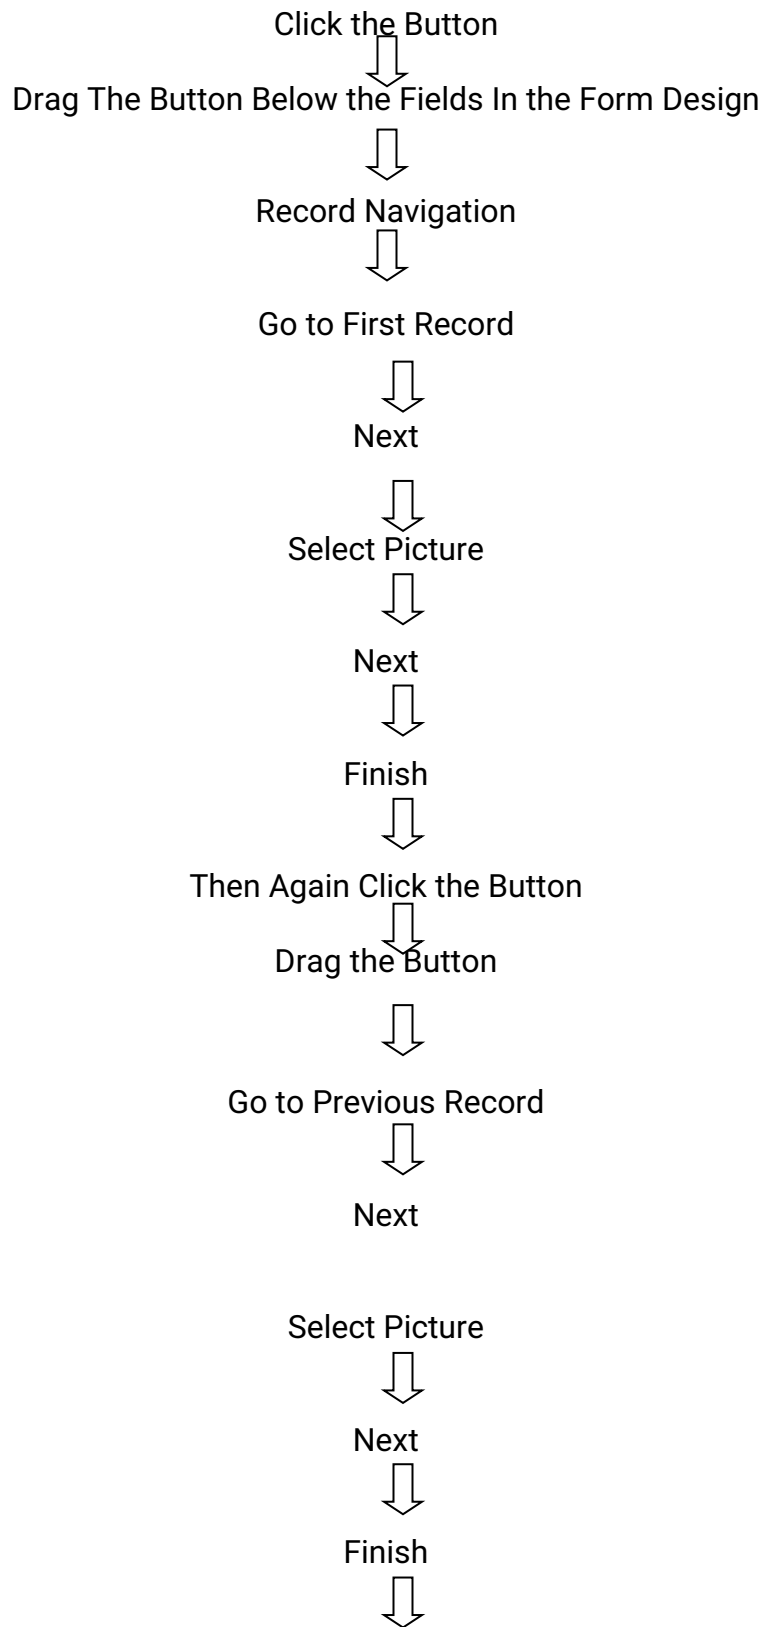 Click the Button
Drag The Button Below the Fields In the Form Design
Record Navigation
Go to First Record
Next
Select Picture
Next
Finish
Then Again Click the Button
Drag the Button
Go to Previous Record
Next
Select Picture
Next
Finish